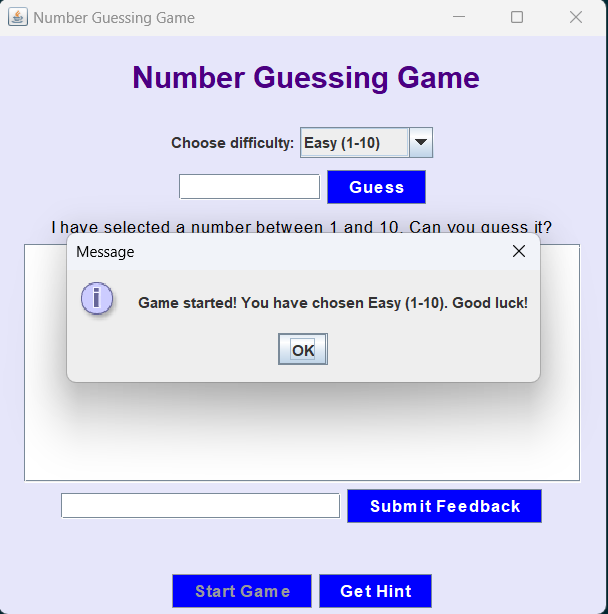 Number Guessing Game
Number Guessing Game
Choose difficulty: Easy (1-10)
Guess
I have selected a number between 1 and 10. Can you guess it?
Message
Game started! You have chosen Easy (1-10). Good luck!
OK
Submit Feedback
Start Game Get Hint